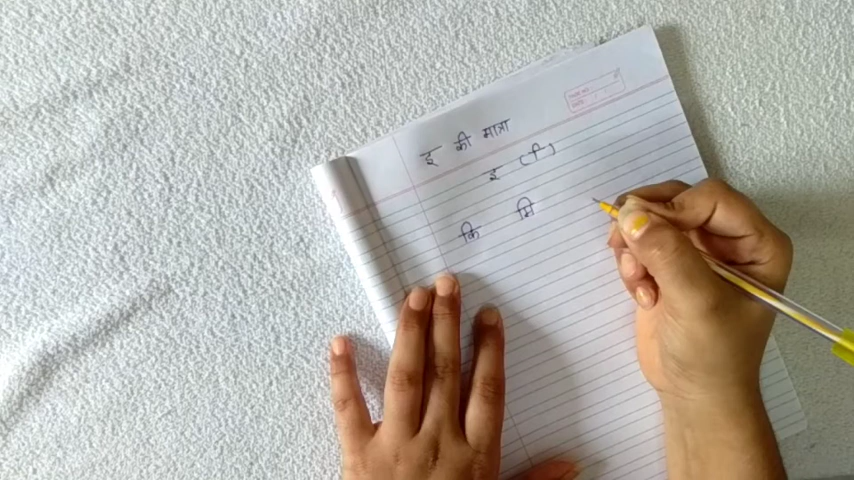 इ की मात्रा
इ (ि)
कि मि